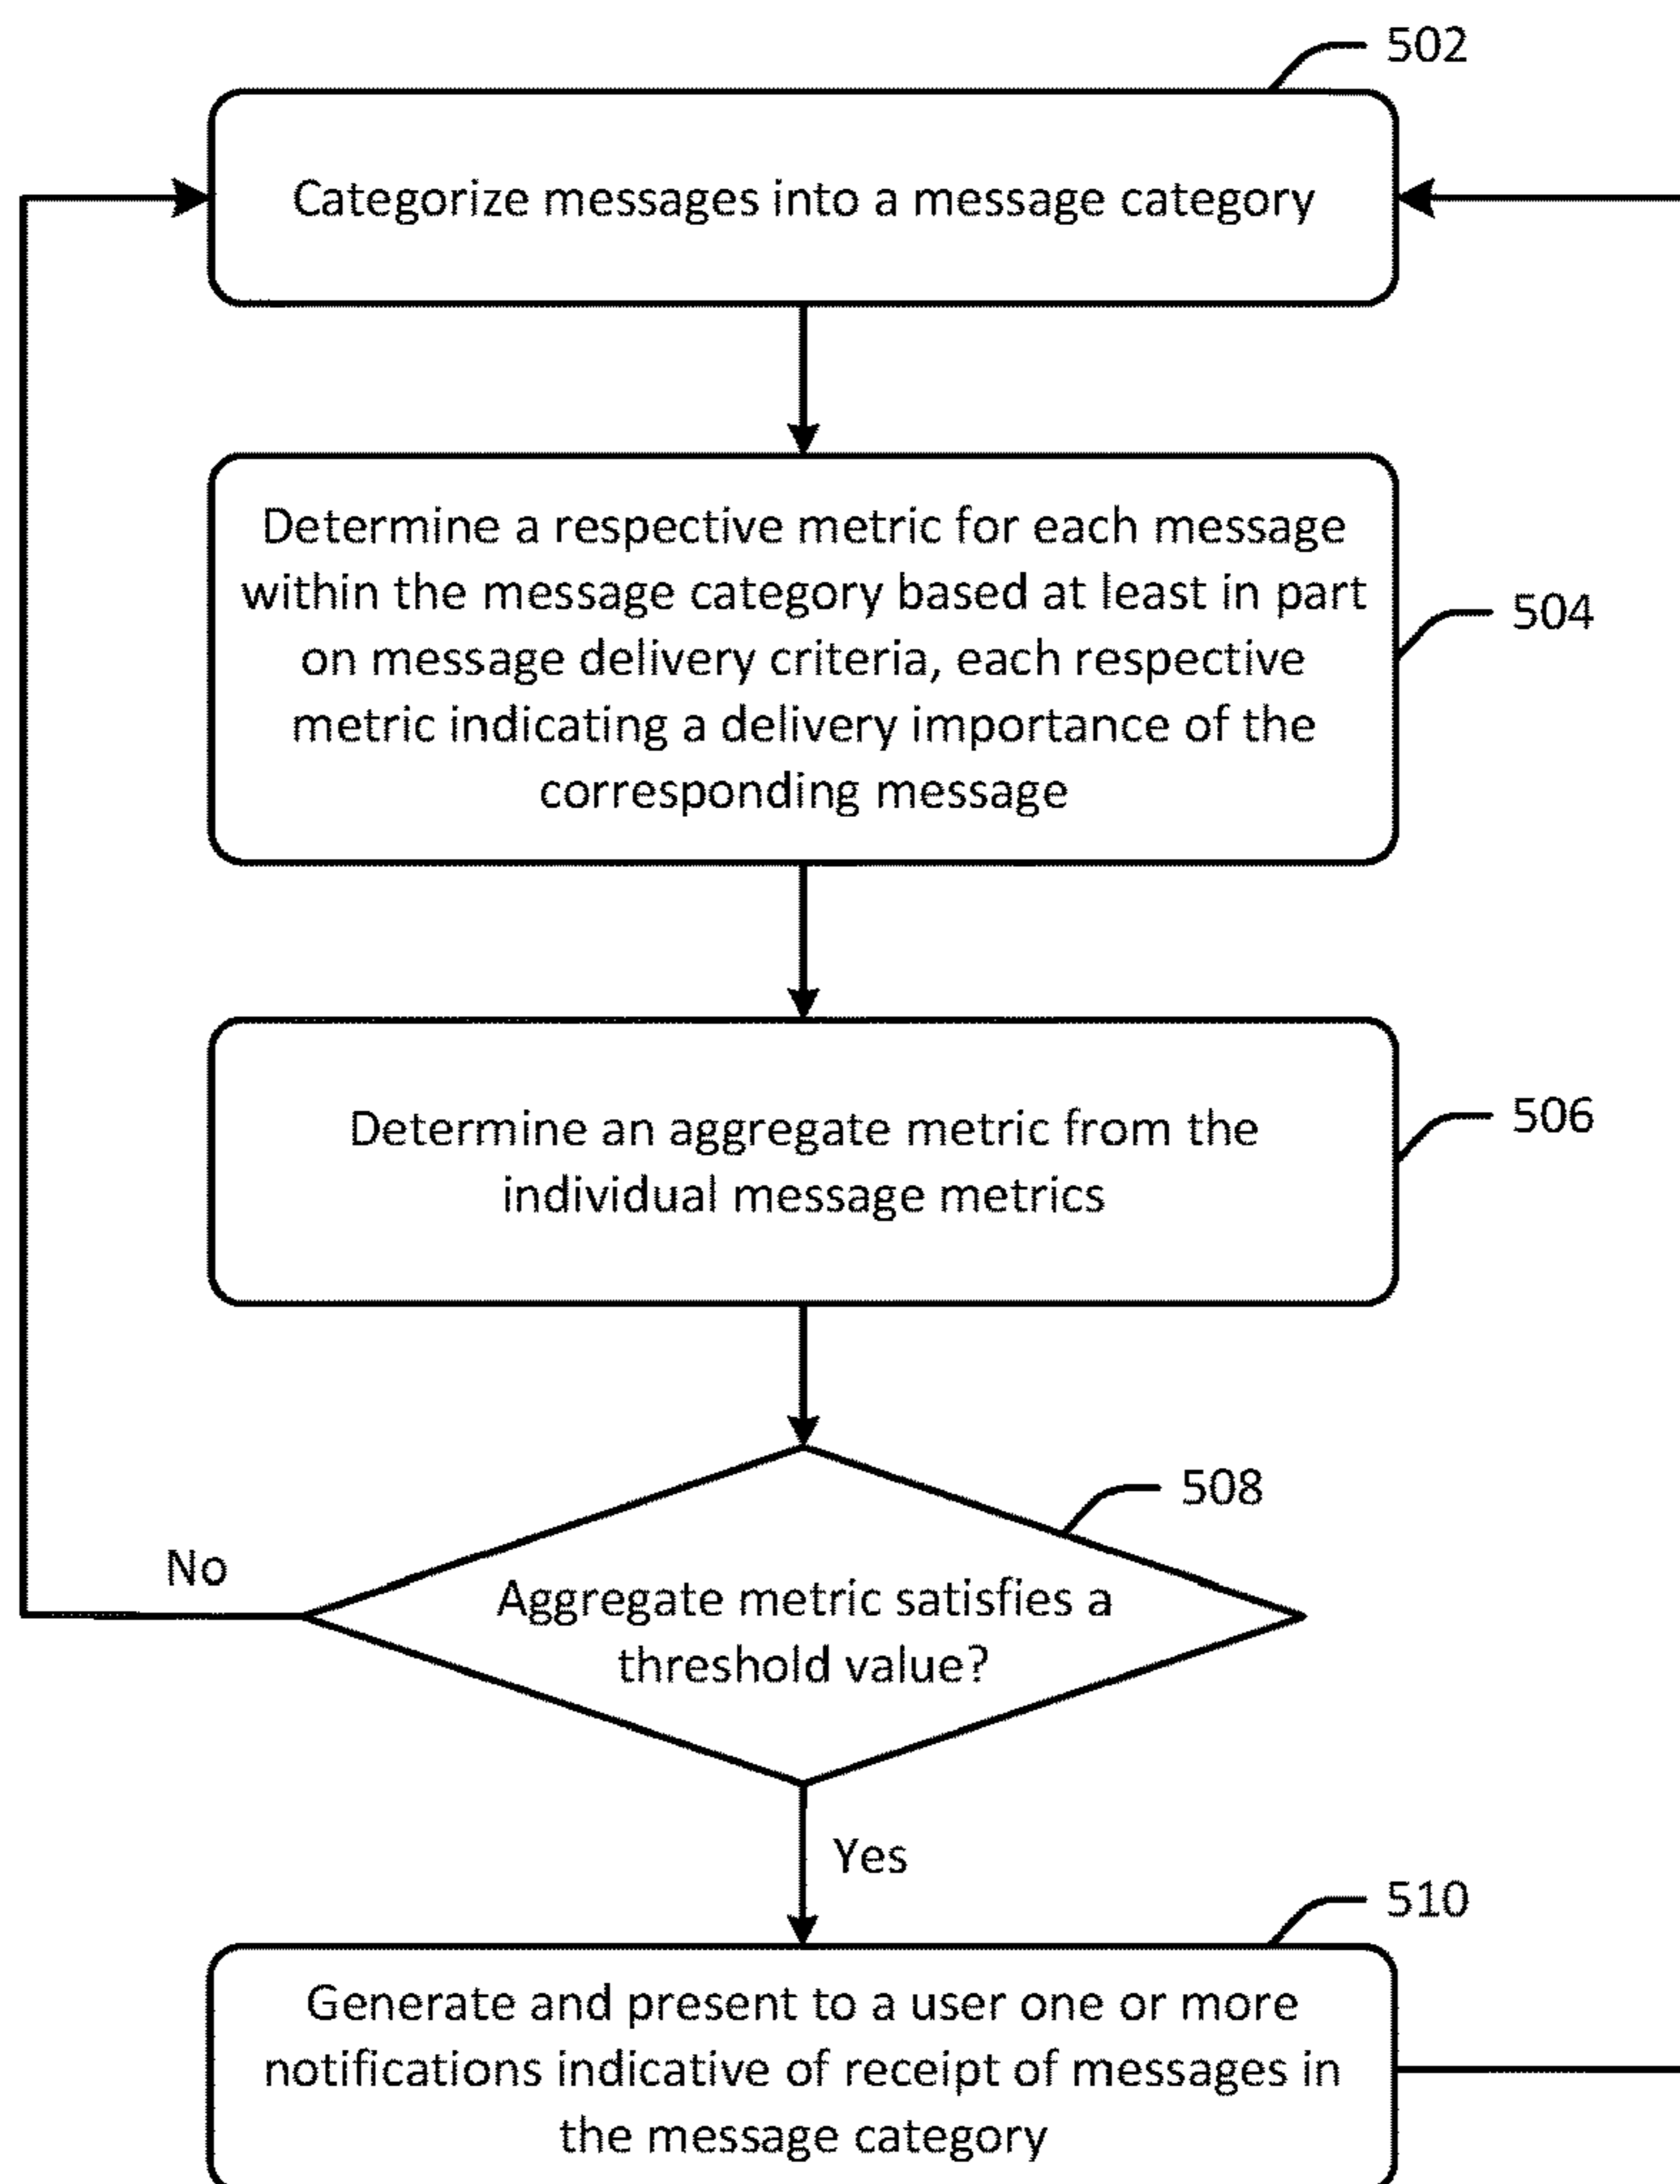 502
Categorize messages into a message category
Determine a respective metric for each message
within the message category based at least in part
on message delivery criteria, each respective
metric indicating a delivery importance of the
corresponding message
504
Determine an aggregate metric from the
individual message metrics
506
508
No
Aggregate metric satisfies a
threshold value?
Yes
510
Generate and present to a user one or more
notifications indicative of receipt of messages in
the message category